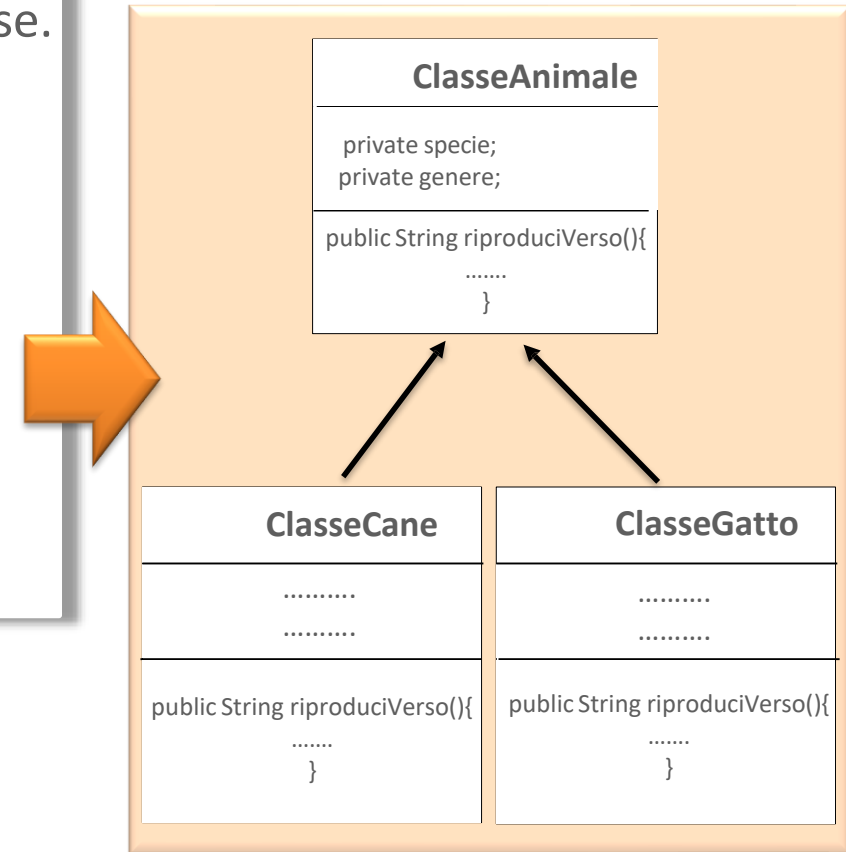 se.
ClasseAnimale
private specie;
private genere;
public String riproduciVerso(){
.......
}
ClasseCane
..........
..........
public String riproduciVerso(){
.......
}
ClasseGatto
..........
..........
public String riproduciVerso(){
.......
}